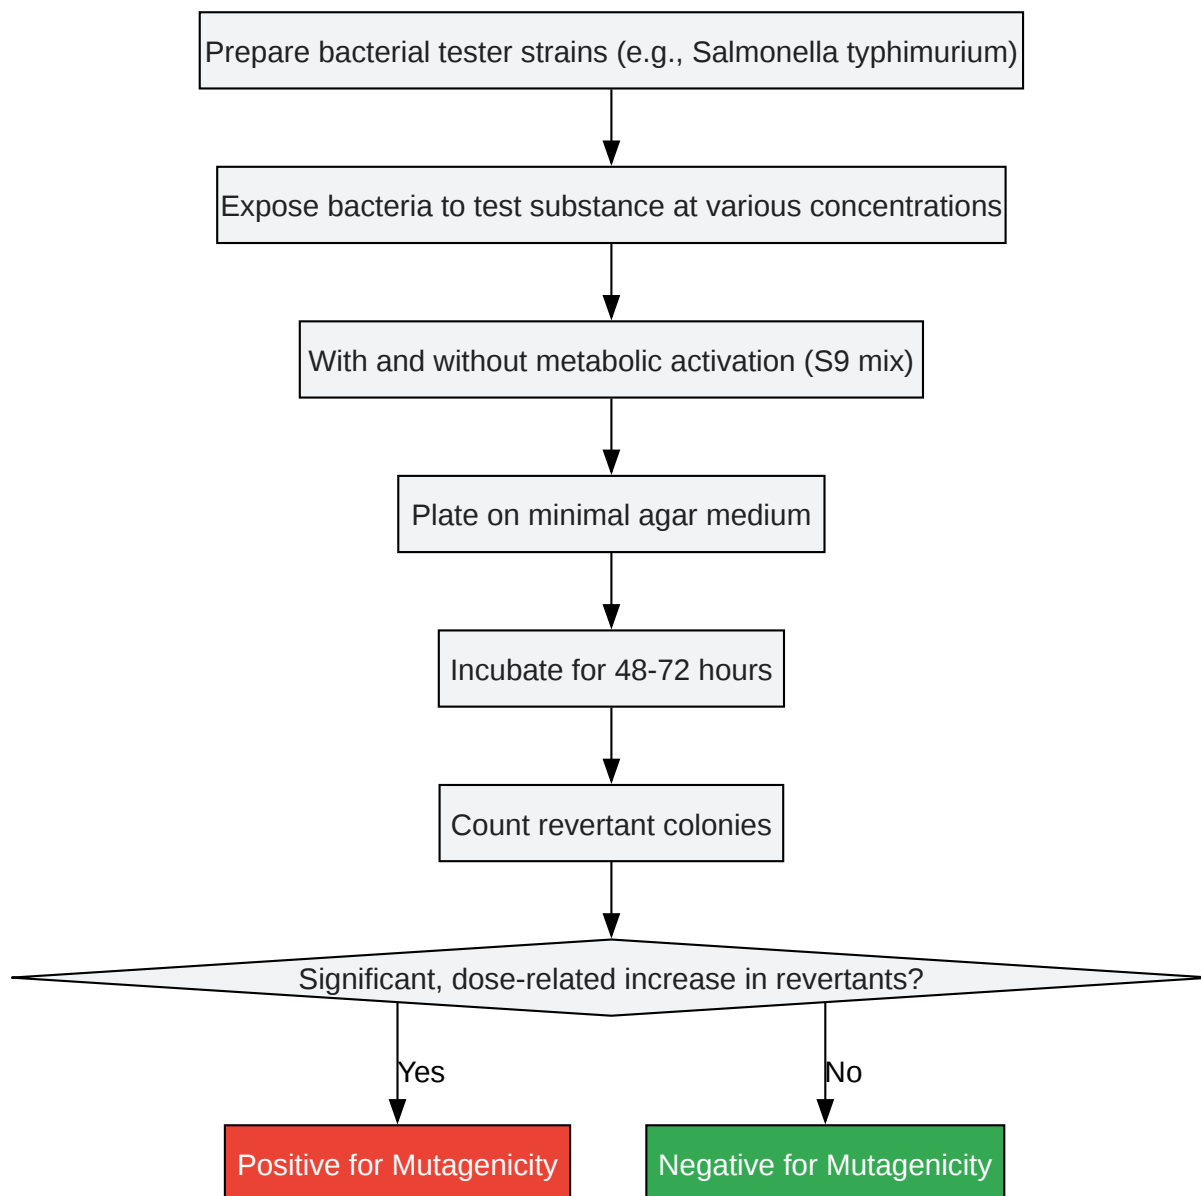 Prepare bacterial tester strains (e.g., Salmonella typhimurium)
Expose bacteria to test substance at various concentrations
With and without metabolic activation (S9 mix)
Plate on minimal agar medium
Incubate for 48-72 hours
Count revertant colonies
Significant, dose-related increase in revertants?
Yes
No
Positive for Mutagenicity
Negative for Mutagenicity